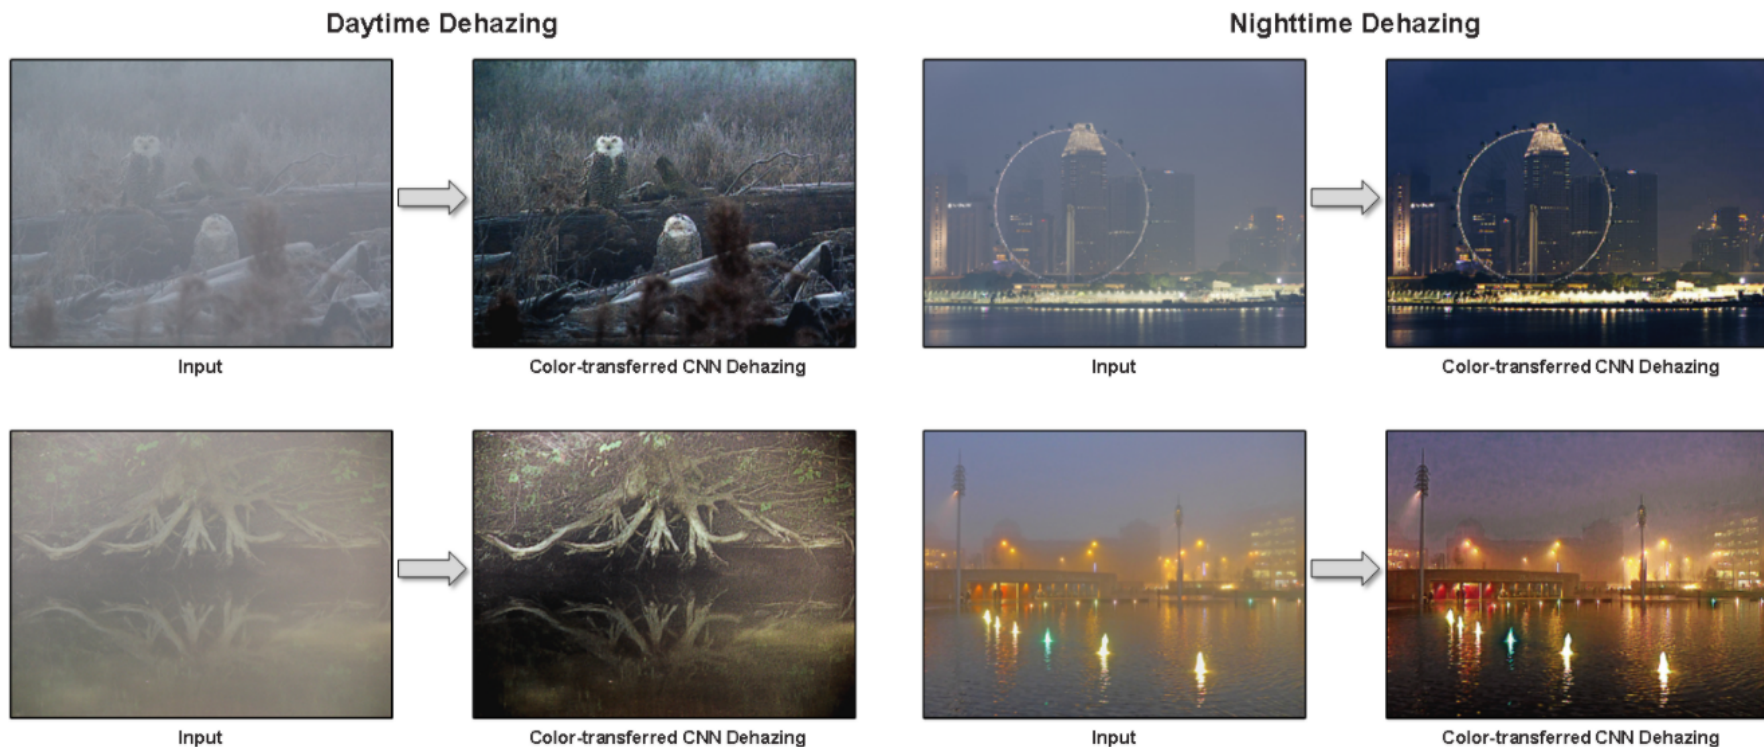 Daytime Dehazing
Nighttime Dehazing
Input
Color-transferred CNN Dehazing
Input
Color-transferred CNN Dehazing
Input
Color-transferred CNN Dehazing
Input
Color-transferred CNN Dehazing